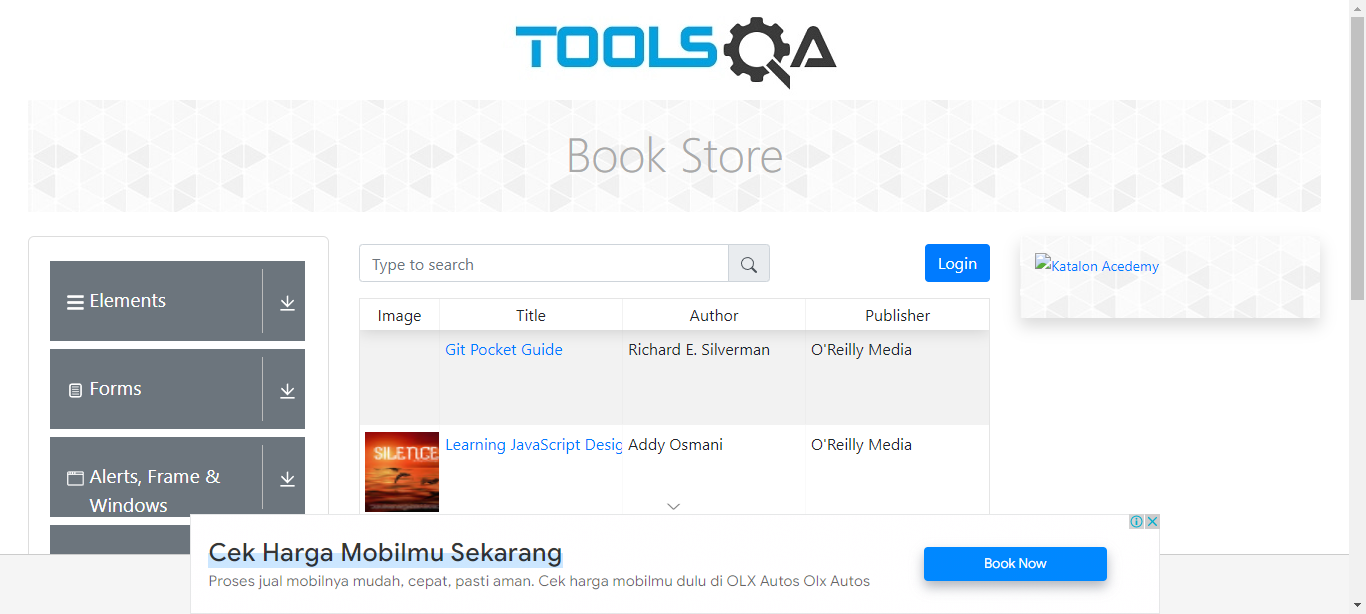 TOOLSQA
Book Store
Elements
Forms
Alerts, Frame &
Windows
Type to search
Login
Image Title Author Publisher
Git Pocket Guide Richard E. Silverman O'Reilly Media
SILENCE
Learning JavaScript Desig Addy Osmani O'Reilly Media
Katalon Acedemy
Cek Harga Mobilmu Sekarang
Proses jual mobilnya mudah, cepat, pasti aman. Cek harga mobilmu dulu di OLX Autos Olx Autos
Book Now